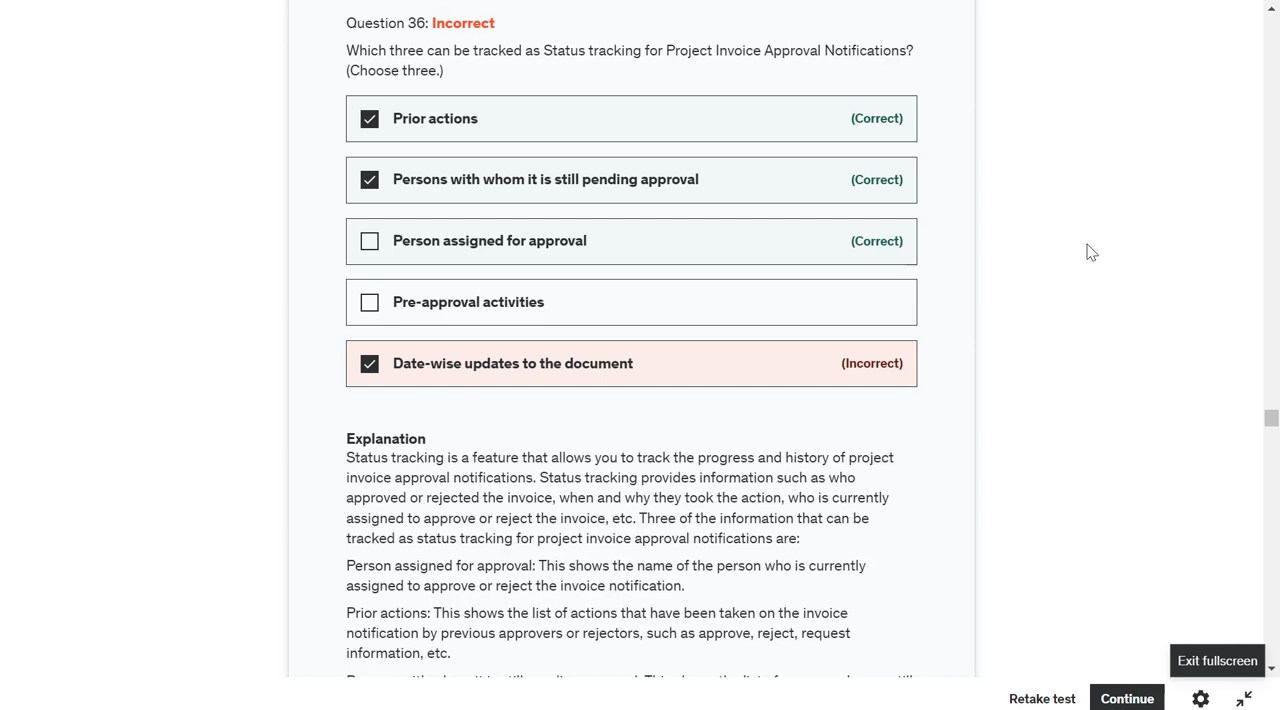 Question 36: Incorrect
Which three can be tracked as Status tracking for Project Invoice Approval Notifications?
(Choose three.)
Prior actions (Correct)
Persons with whom it is still pending approval (Correct)
Person assigned for approval (Correct)
Pre-approval activities
Date-wise updates to the document (Incorrect)
Explanation
Status tracking is a feature that allows you to track the progress and history of project
invoice approval notifications. Status tracking provides information such as who
approved or rejected the invoice, when and why they took the action, who is currently
assigned to approve or reject the invoice, etc. Three of the information that can be
tracked as status tracking for project invoice approval notifications are:
Person assigned for approval: This shows the name of the person who is currently
assigned to approve or reject the invoice notification.
Prior actions: This shows the list of actions that have been taken on the invoice
notification by previous approvers or rejectors, such as approve, reject, request
information, etc.
Exit fullscreen
Retake test
Continue